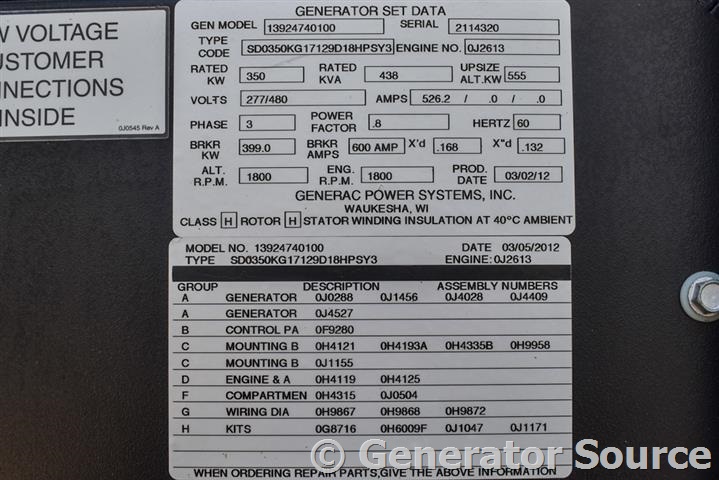 W VOLTAGE
USTOMER
NNECTIONS
INSIDE
0J0545 Rev A
GENERATOR SET DATA
GEN MODEL 13924740100 SERIAL 2114320
TYPE CODE SD0350KG17129D18HPSY3 ENGINE NO. 0J2613
RATED KW 350 RATED KVA 438 UPSIZE ALT.KW 555
VOLTS 277/480 AMPS 526.2 / .0 / .0
PHASE 3 POWER FACTOR .8 HERTZ 60
BRKR KW 399.0 BRKR AMPS 600 AMP X'd .168 X"d .132
ALT. R.P.M. 1800 ENG. R.P.M. 1800 PROD. DATE 03/02/12
GENERAC POWER SYSTEMS, INC.
WAUKESHA, WI
CLASS H ROTOR H STATOR WINDING INSULATION AT 40°C AMBIENT
MODEL NO. 13924740100 DATE 03/05/2012
TYPE SD0350KG17129D18HPSY3 ENGINE: 0J2613
GROUP DESCRIPTION ASSEMBLY NUMBERS
A GENERATOR 0J0288 0J1456 0J4028 0J4409
A GENERATOR 0J4527
B CONTROL PA 0F9280
C MOUNTING B 0H4121 0H4193A 0H4335B 0H9958
C MOUNTING B 0J1155
D ENGINE & A 0H4119 0H4125
F COMPARTMEN 0H4315 0J0504
G WIRING DIA 0H9867 0H9868 0H9872
H KITS 0G8716 0H6009F 0J1047 0J1171
WHEN ORDERING REPAIR PARTS,GIVE THE ABOVE INFORMATION
© Generator Source